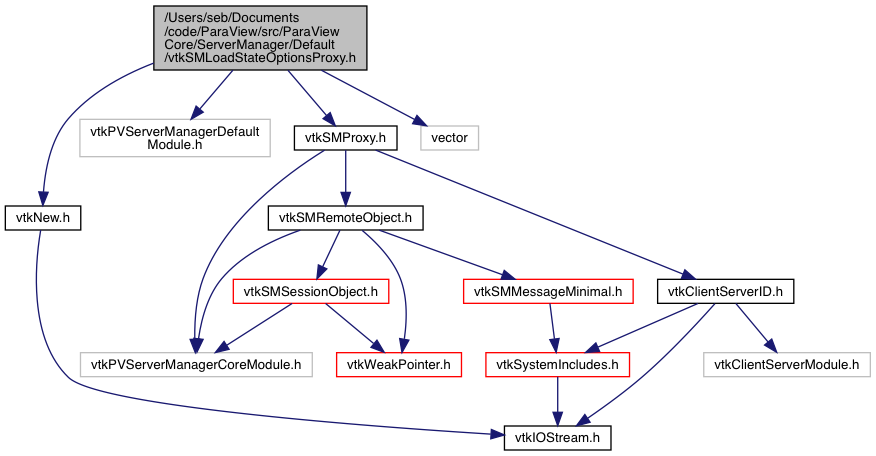 /Users/seb/Documents
/code/ParaView/src/ParaView
Core/ServerManager/Default
/vtkSMLoadStateOptionsProxy.h
vtkPVServerManagerDefault
Module.h
vtkSMProxy.h
vector
vtkNew.h
vtkSMRemoteObject.h
vtkSMSessionObject.h
vtkSMMessageMinimal.h
vtkClientServerID.h
vtkPVServerManagerCoreModule.h
vtkWeakPointer.h
vtkSystemIncludes.h
vtkClientServerModule.h
vtkIOStream.h